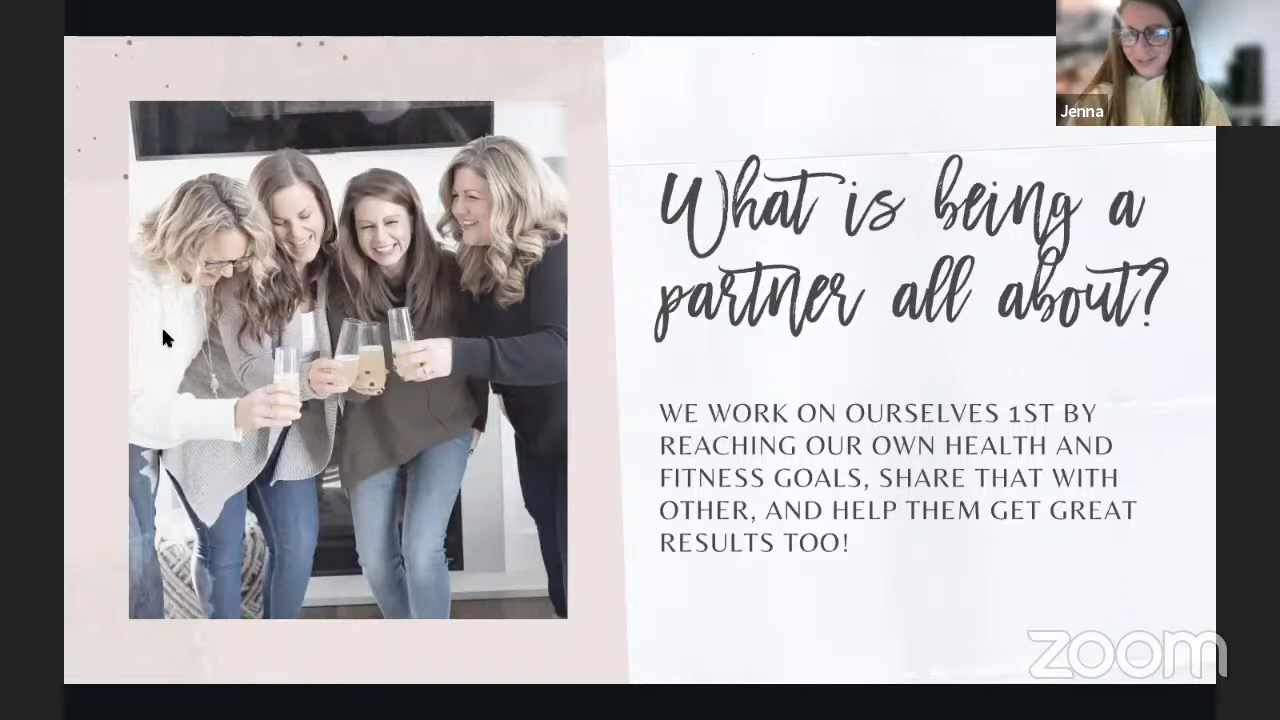 Jenna
What is being a
partner all about?
WE WORK ON OURSELVES 1ST BY
REACHING OUR OWN HEALTH AND
FITNESS GOALS, SHARE THAT WITH
OTHER, AND HELP THEM GET GREAT
RESULTS TOO!
zoom